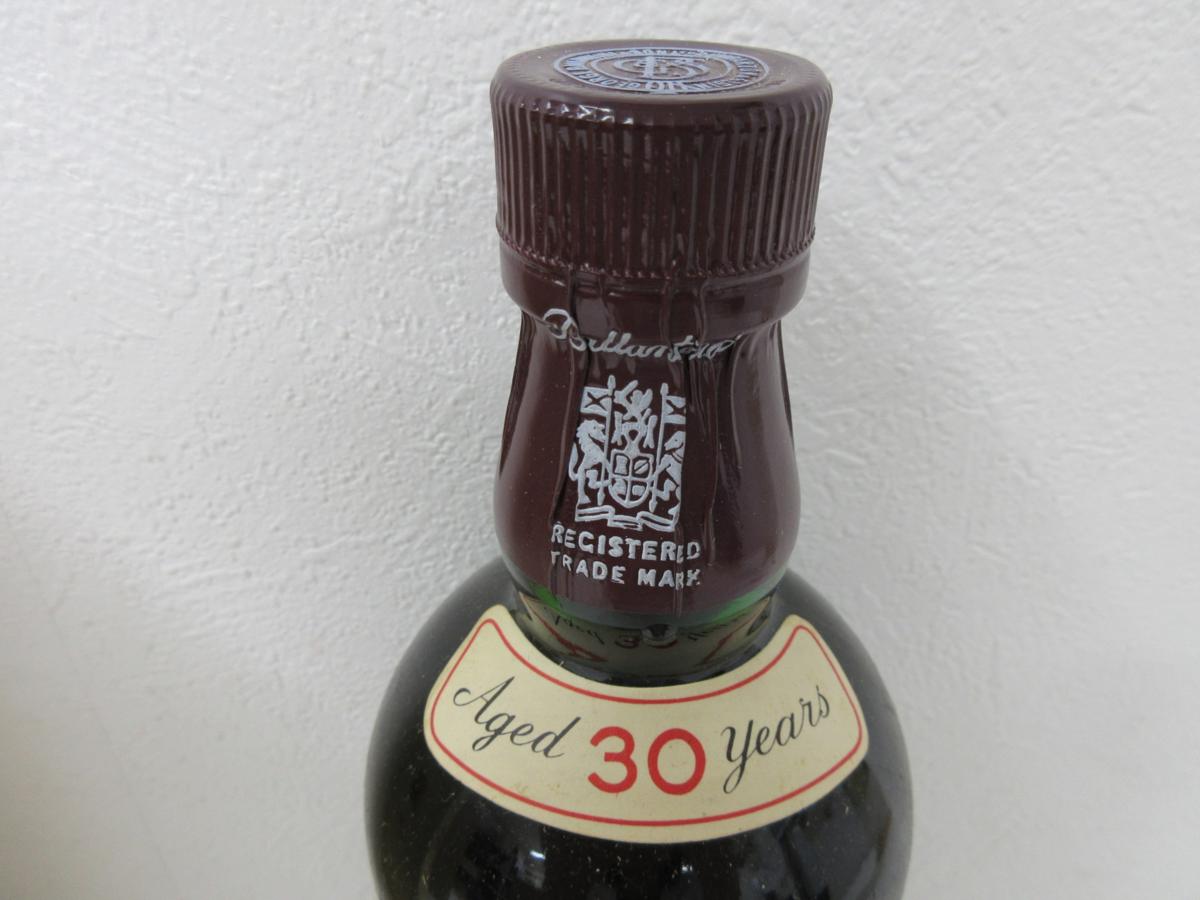 Ballantine's
REGISTERED
TRADE MARK
Aged 30 Years